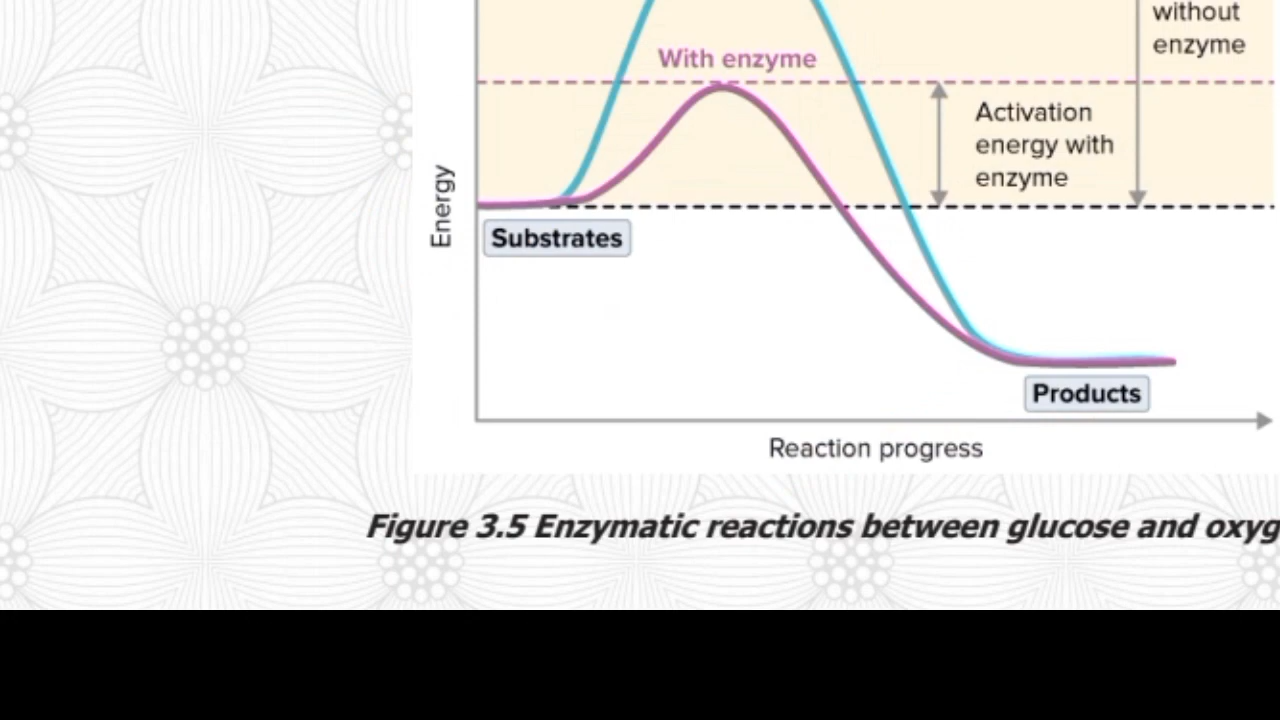 without
enzyme
With enzyme
Activation
energy with
enzyme
Energy
Substrates
Products
Reaction progress
Figure 3.5 Enzymatic reactions between glucose and oxyg